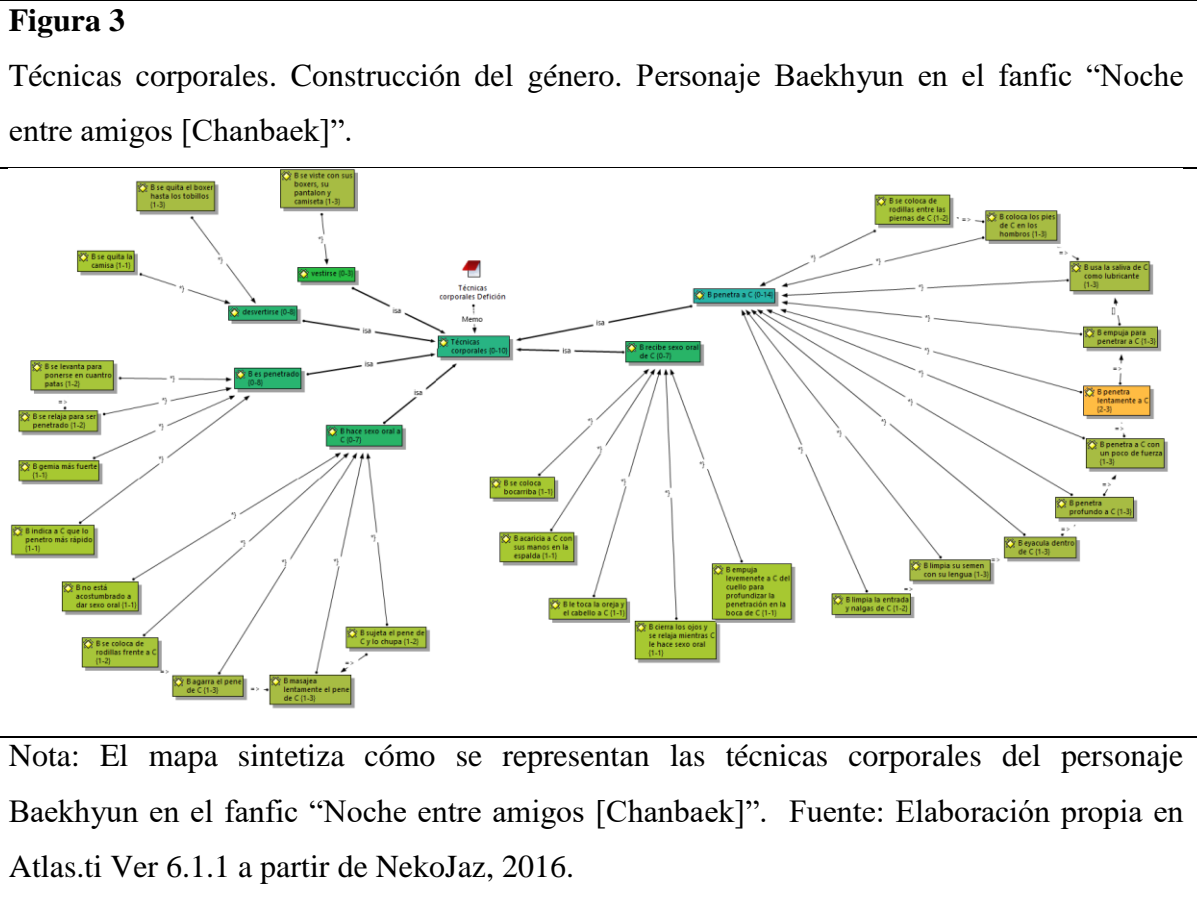 Figura 3
Técnicas corporales. Construcción del género. Personaje Baekhyun en el fanfic “Noche
entre amigos [Chanbaek]”.
B se quita el boxer
hasta los tobillos
(1-3)
B se viste con sus
boxers, su
pantalon y
camiseta (1-3)
B se quita la
camisa (1-1)
vestirse (0-3)
desvertirse (0-8)
Técnicas
corporales Defición
Memo
Técnicas
corporales (0-10)
isa
isa
isa
isa
isa
isa
B es penetrado
(0-8)
B se levanta para
ponerse en cuantro
patas (1-2)
=>
B se relaja para ser
penetrado (1-2)
B gemia más fuerte
(1-1)
B indica a C que lo
penetro más rápido
(1-1)
B hace sexo oral a
C (0-7)
B no está
acostumbrado a
dar sexo oral (1-1)
B se coloca de
rodillas frente a C
(1-2)
=>
B agarra el pene
de C (1-3)
=>
B masajea
lentamente el pene
de C (1-3)
=>
B sujeta el pene de
C y lo chupa (1-2)
B recibe sexo oral
de C (0-7)
B se coloca
bocarriba (1-1)
B acaricia a C con
sus manos en la
espalda (1-1)
B le toca la oreja y
el cabello a C (1-1)
B cierra los ojos y
se relaja mientras C
le hace sexo oral
(1-1)
B empuja
levemenete a C del
cuello para
profundizar la
penetración en la
boca de C (1-1)
B penetra a C (0-14)
B se coloca de
rodillas entre las
piernas de C (1-2)
=>
B coloca los pies
de C en los
hombros (1-3)
=>
B usa la saliva de C
como lubricante
(1-3)
[]
B empuja para
penetrar a C (1-3)
=>
B penetra
lentamente a C
(2-3)
=>
B penetra a C con
un poco de fuerza
(1-3)
=>
B penetra
profundo a C (1-3)
B eyacula dentro
de C (1-3)
=>
B limpia su semen
con su lengua (1-3)
=>
B limpia la entrada
y nalgas de C (1-2)
Nota: El mapa sintetiza cómo se representan las técnicas corporales del personaje
Baekhyun en el fanfic “Noche entre amigos [Chanbaek]”. Fuente: Elaboración propia en
Atlas.ti Ver 6.1.1 a partir de NekoJaz, 2016.